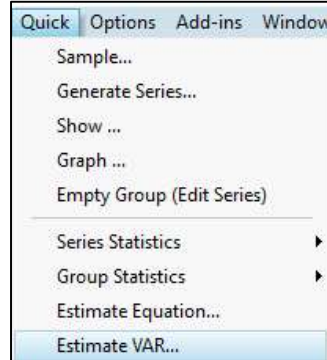 Quick Options Add-ins Window
Sample...
Generate Series...
Show ...
Graph ...
Empty Group (Edit Series)
Series Statistics
Group Statistics
Estimate Equation...
Estimate VAR...